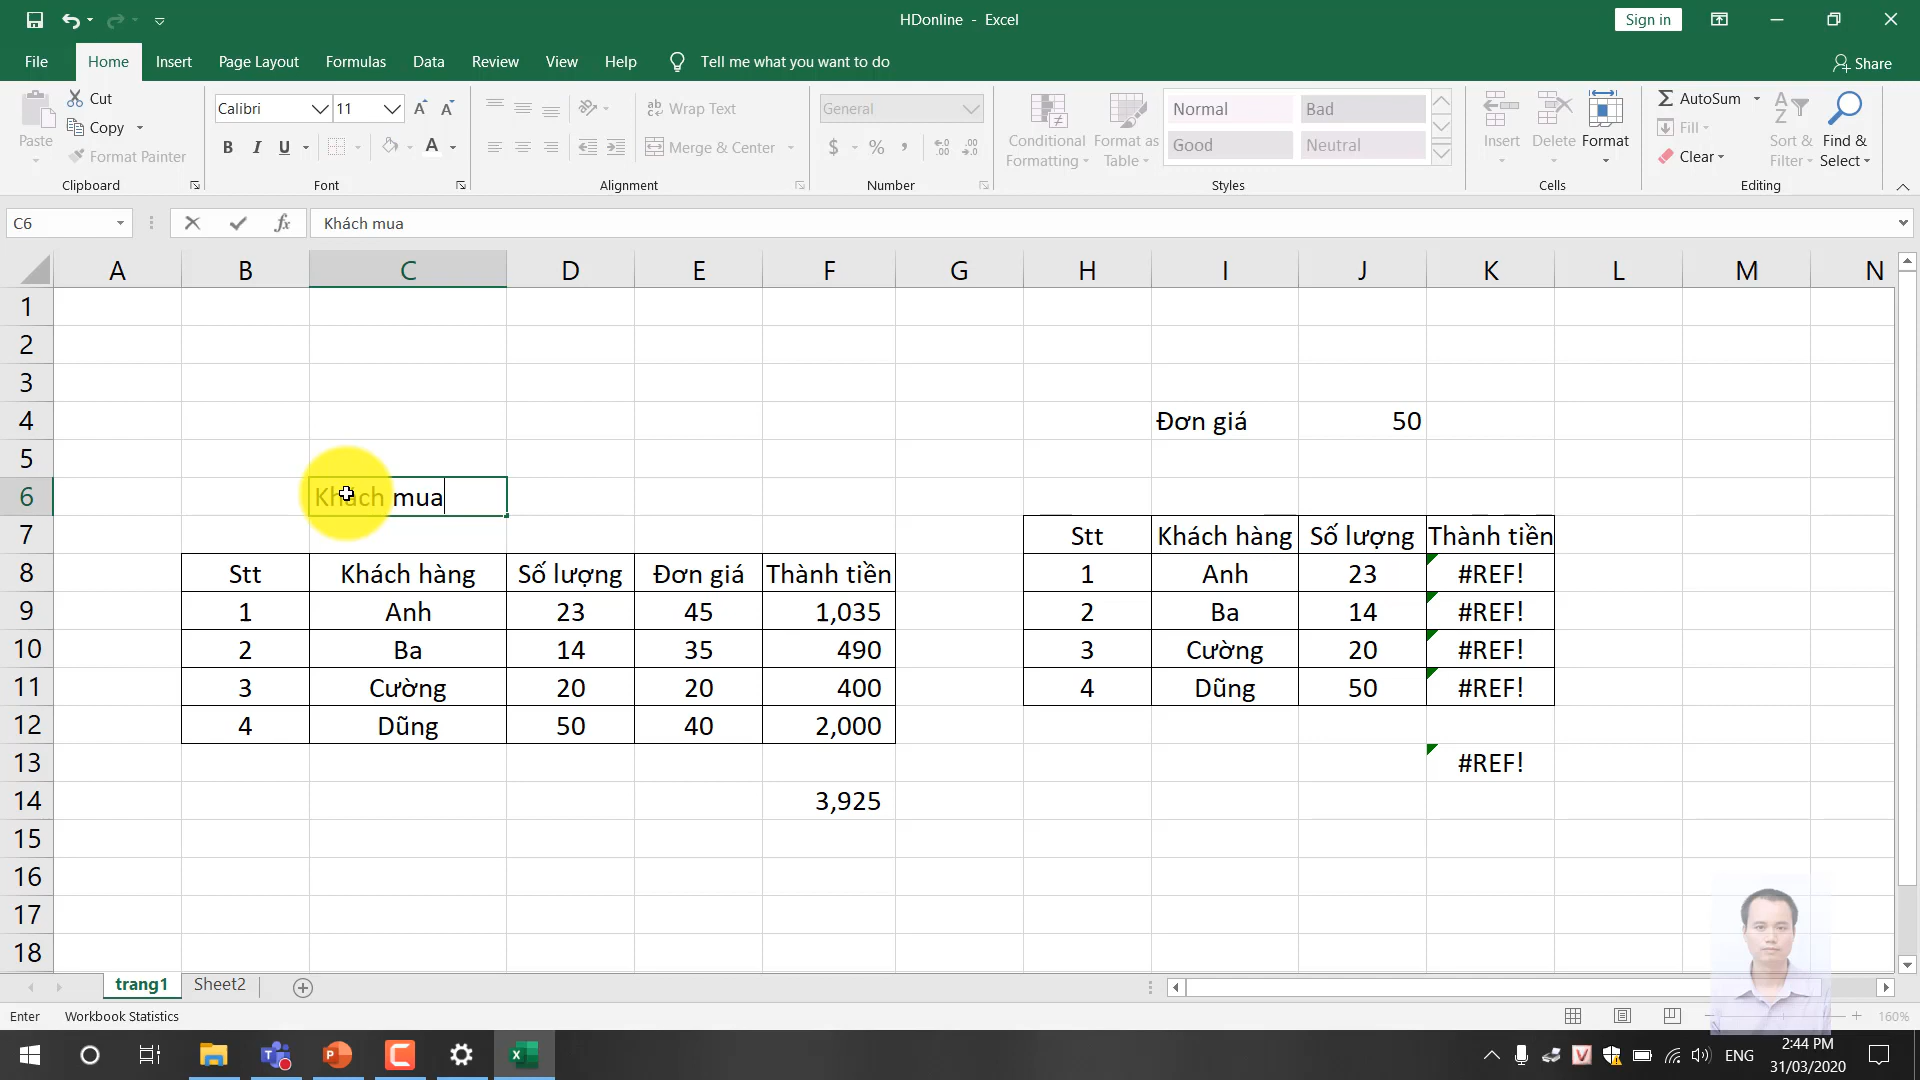 HDonline - Excel
Sign in
File Home Insert Page Layout Formulas Data Review View Help Tell me what you want to do Share
Cut
Copy
Format Painter
Paste
Clipboard
Calibri 11
B I U A
Font
Wrap Text
Merge & Center
Alignment
General
$ % ,
Number
Conditional Formatting
Format as Table
Normal Bad
Good Neutral
Styles
Insert Delete Format
Cells
AutoSum
Fill
Clear
Sort & Filter
Find & Select
Editing
C6 fx Khách mua
A B C D E F G H I J K L M N
1
2
3
4 Đơn giá 50
5
6 Khách mua
7 Stt Khách hàng Số lượng Thành tiền
8 Stt Khách hàng Số lượng Đơn giá Thành tiền 1 Anh 23 #REF!
9 1 Anh 23 45 1,035 2 Ba 14 #REF!
10 2 Ba 14 35 490 3 Cường 20 #REF!
11 3 Cường 20 20 400 4 Dũng 50 #REF!
12 4 Dũng 50 40 2,000
13 #REF!
14 3,925
15
16
17
18
trang1 Sheet2
Enter Workbook Statistics 160%
ENG
2:44 PM
31/03/2020